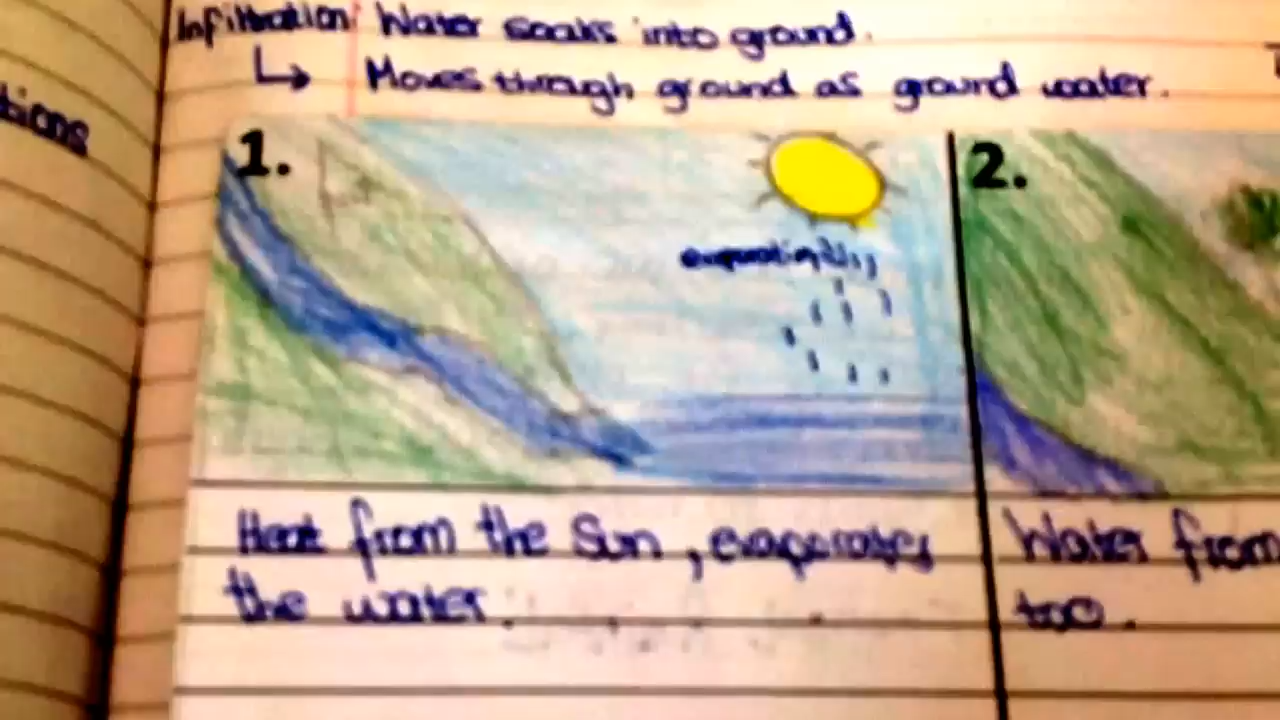 Infiltration: Water soaks into ground.
↳ Moves through ground as ground water.
tions
1.
2.
Heat from the Sun, evaporates
the water.
Water from
too.